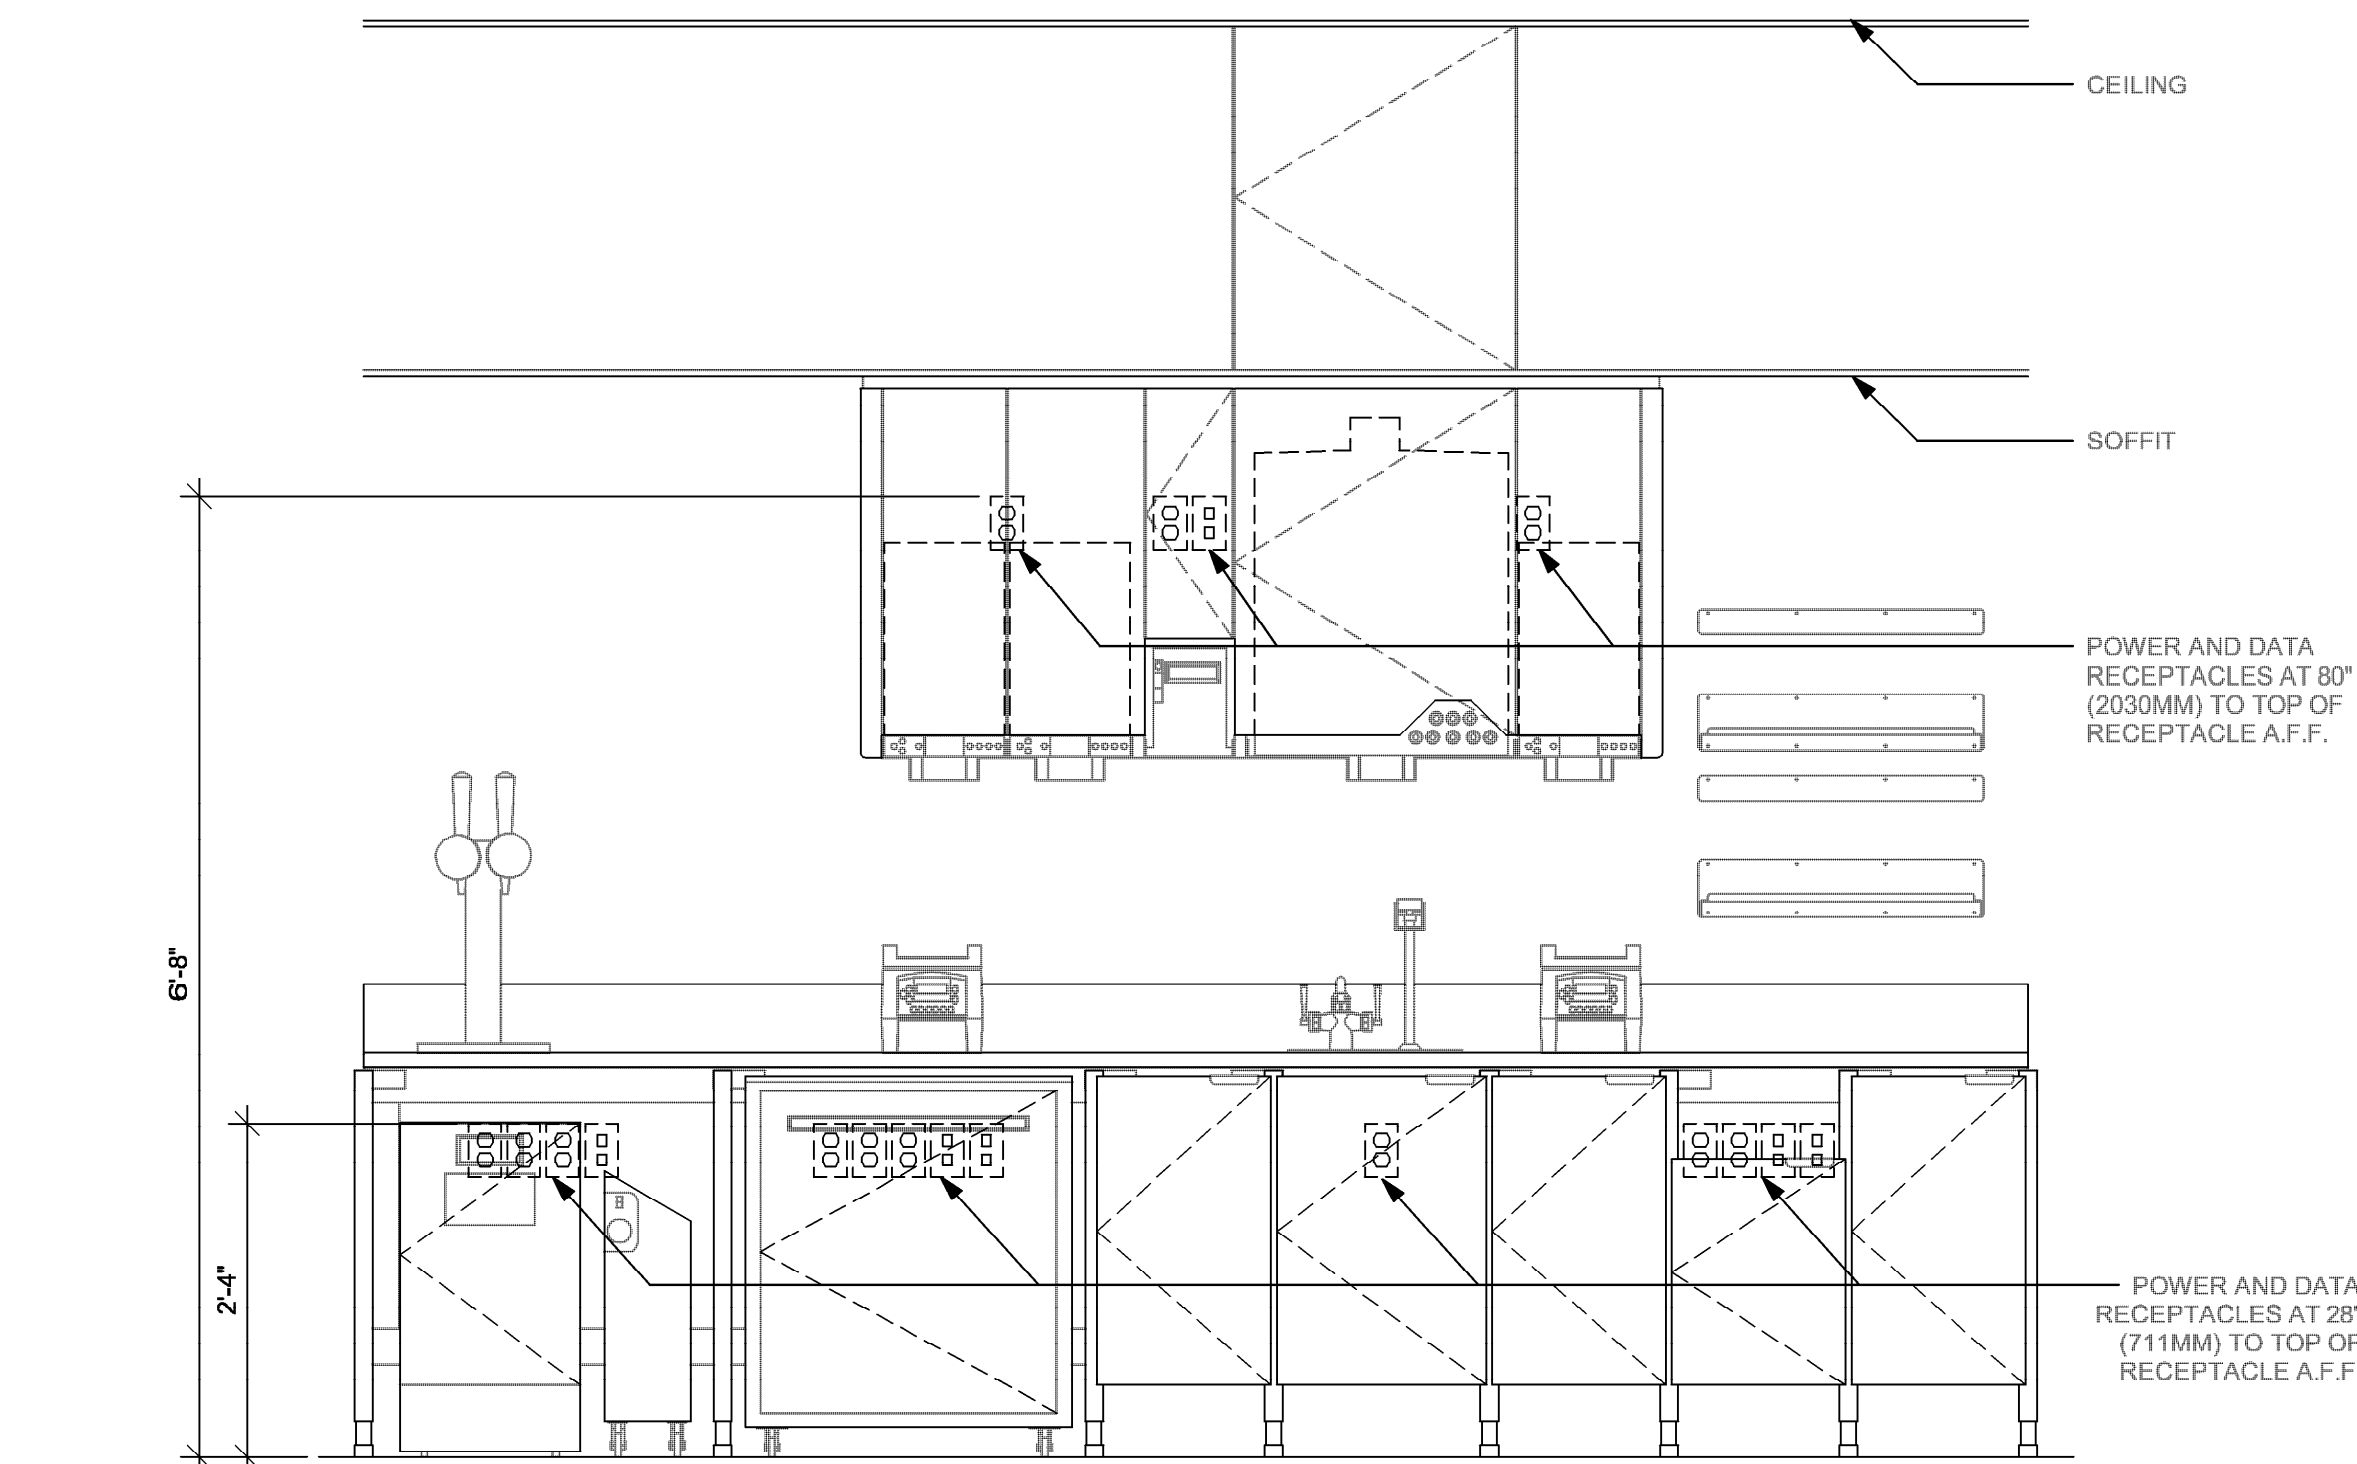 CEILING
SOFFIT
POWER AND DATA
RECEPTACLES AT 80"
(2030MM) TO TOP OF
RECEPTACLE A.F.F.
6'-8"
2'-4"
POWER AND DATA
RECEPTACLES AT 28"
(711MM) TO TOP OF
RECEPTACLE A.F.F